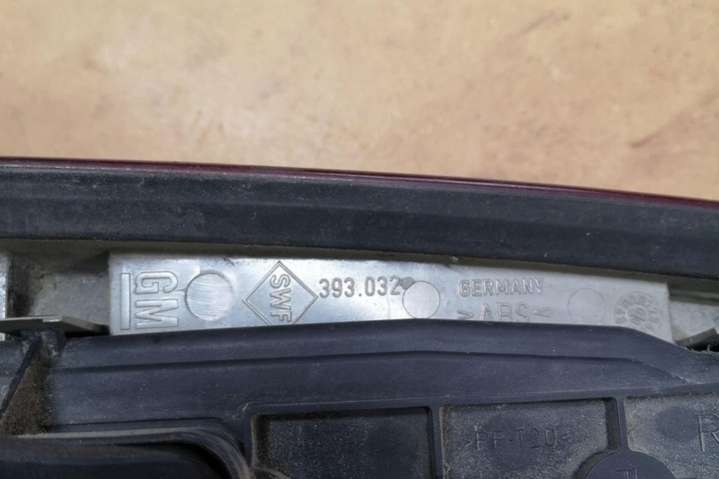 GM
SWF
393.032
GERMANY
>ABS<
PP-T20
R